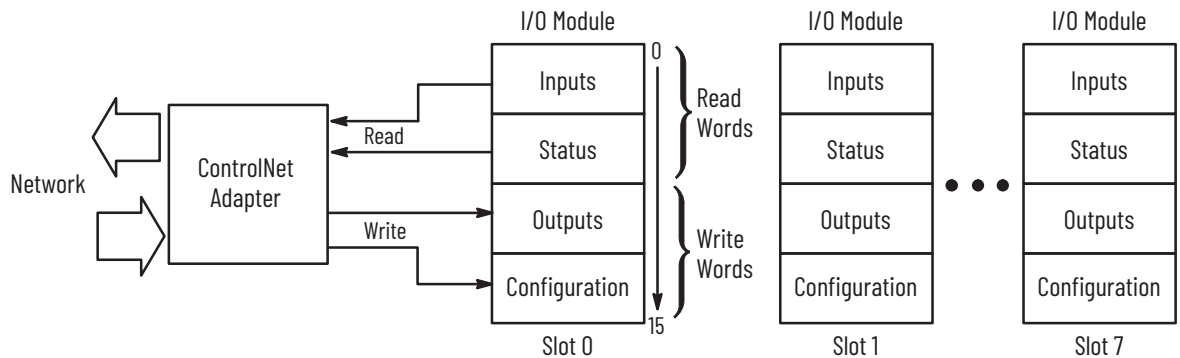 I/O Module
I/O Module
I/O Module
0
Inputs
Inputs
Inputs
Read
Words
Read
Status
Status
Status
ControlNet
Adapter
Network
Outputs
Outputs
Outputs
Write
Write
Words
Configuration
Configuration
Configuration
15
Slot 0
Slot 1
Slot 7